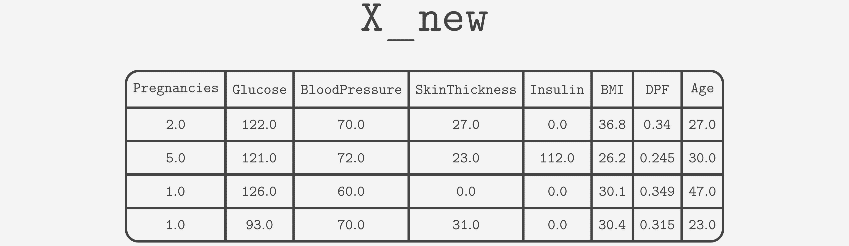 X_new
Pregnancies Glucose BloodPressure SkinThickness Insulin BMI DPF Age
2.0 122.0 70.0 27.0 0.0 36.8 0.34 27.0
5.0 121.0 72.0 23.0 112.0 26.2 0.245 30.0
1.0 126.0 60.0 0.0 0.0 30.1 0.349 47.0
1.0 93.0 70.0 31.0 0.0 30.4 0.315 23.0